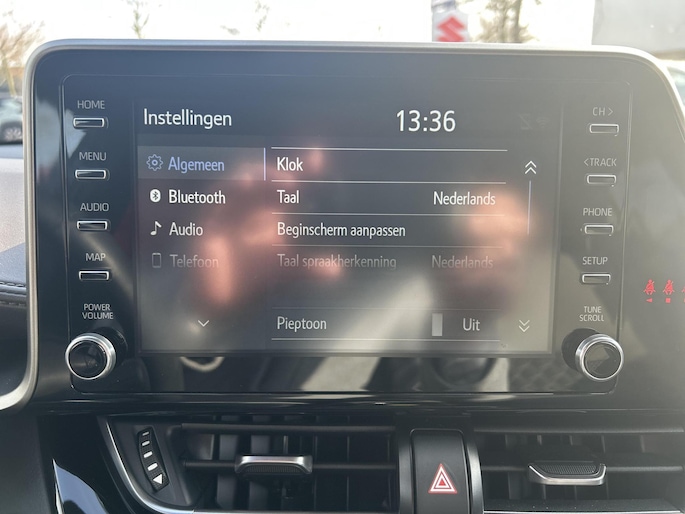 HOME
MENU
AUDIO
MAP
POWER
VOLUME
Instellingen
13:36
Algemeen
Bluetooth
Audio
Telefoon
Klok
Taal Nederlands
Beginscherm aanpassen
Taal spraakherkenning Nederlands
Pieptoon Uit
CH >
< TRACK
PHONE
SETUP
TUNE
SCROLL